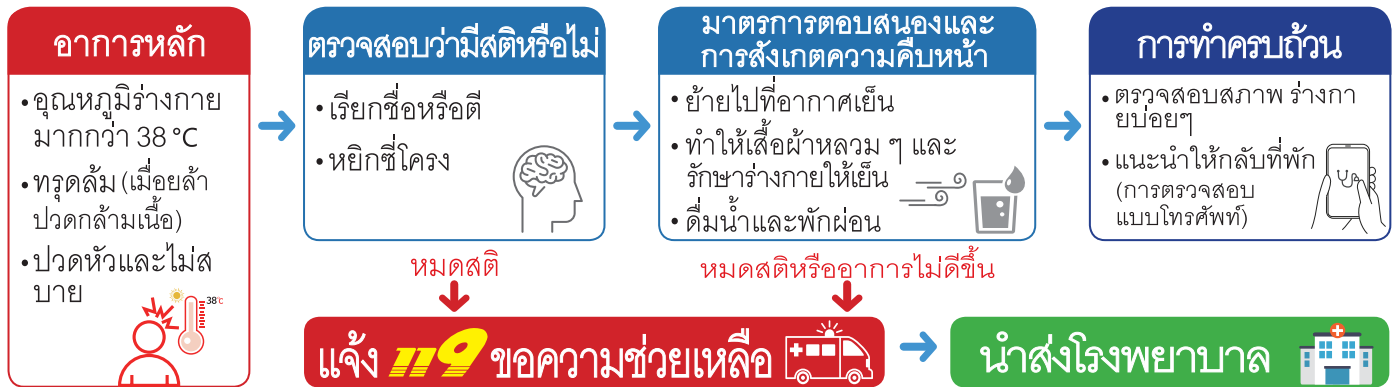 อาการหลัก
• อุณหภูมิร่างกาย
มากกว่า 38 °C
• ทรุดล้ม (เมื่อยล้า
ปวดกล้ามเนื้อ)
• ปวดหัวและไม่ส
บาย
38℃
ตรวจสอบว่ามีสติหรือไม่
• เรียกชื่อหรือตี
• หยิกซี่โครง
มาตรการตอบสนองและ
การสังเกตความคืบหน้า
• ย้ายไปที่อากาศเย็น
• ทำให้เสื้อผ้าหลวม ๆ และ
รักษาร่างกายให้เย็น
• ดื่มน้ำและพักผ่อน
การทำครบถ้วน
• ตรวจสอบสภาพ ร่างกา
ยบ่อยๆ
• แนะนำให้กลับที่พัก
(การตรวจสอบ
แบบโทรศัพท์)
หมดสติ
หมดสติหรืออาการไม่ดีขึ้น
แจ้ง 119 ขอความช่วยเหลือ
นำส่งโรงพยาบาล